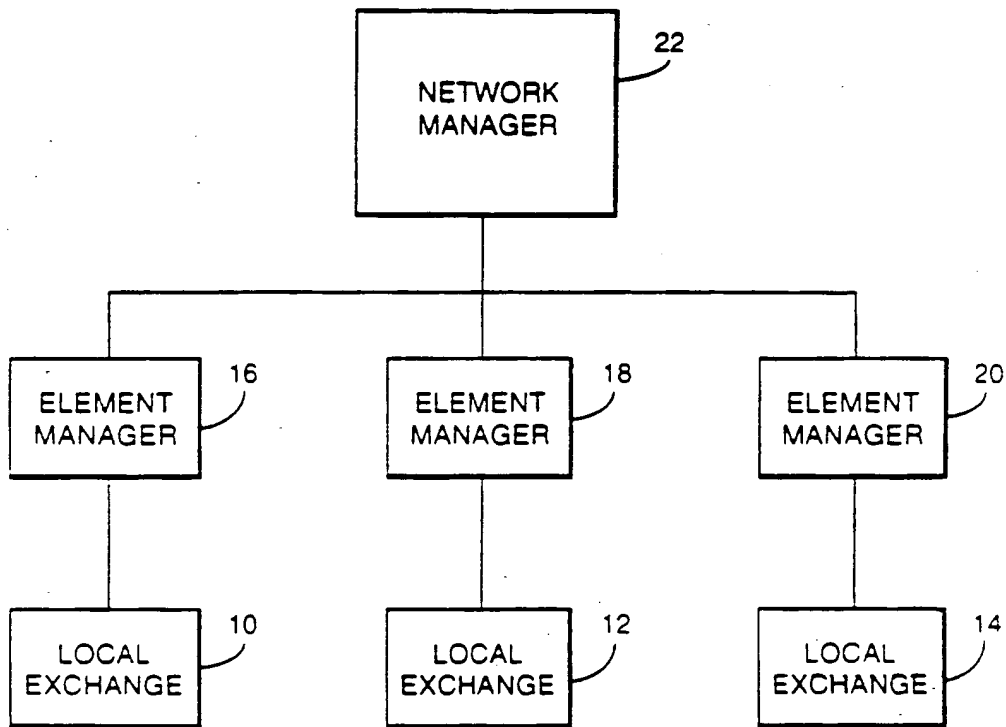 22
NETWORK
MANAGER
16
18
20
ELEMENT
MANAGER
ELEMENT
MANAGER
ELEMENT
MANAGER
10
12
14
LOCAL
EXCHANGE
LOCAL
EXCHANGE
LOCAL
EXCHANGE